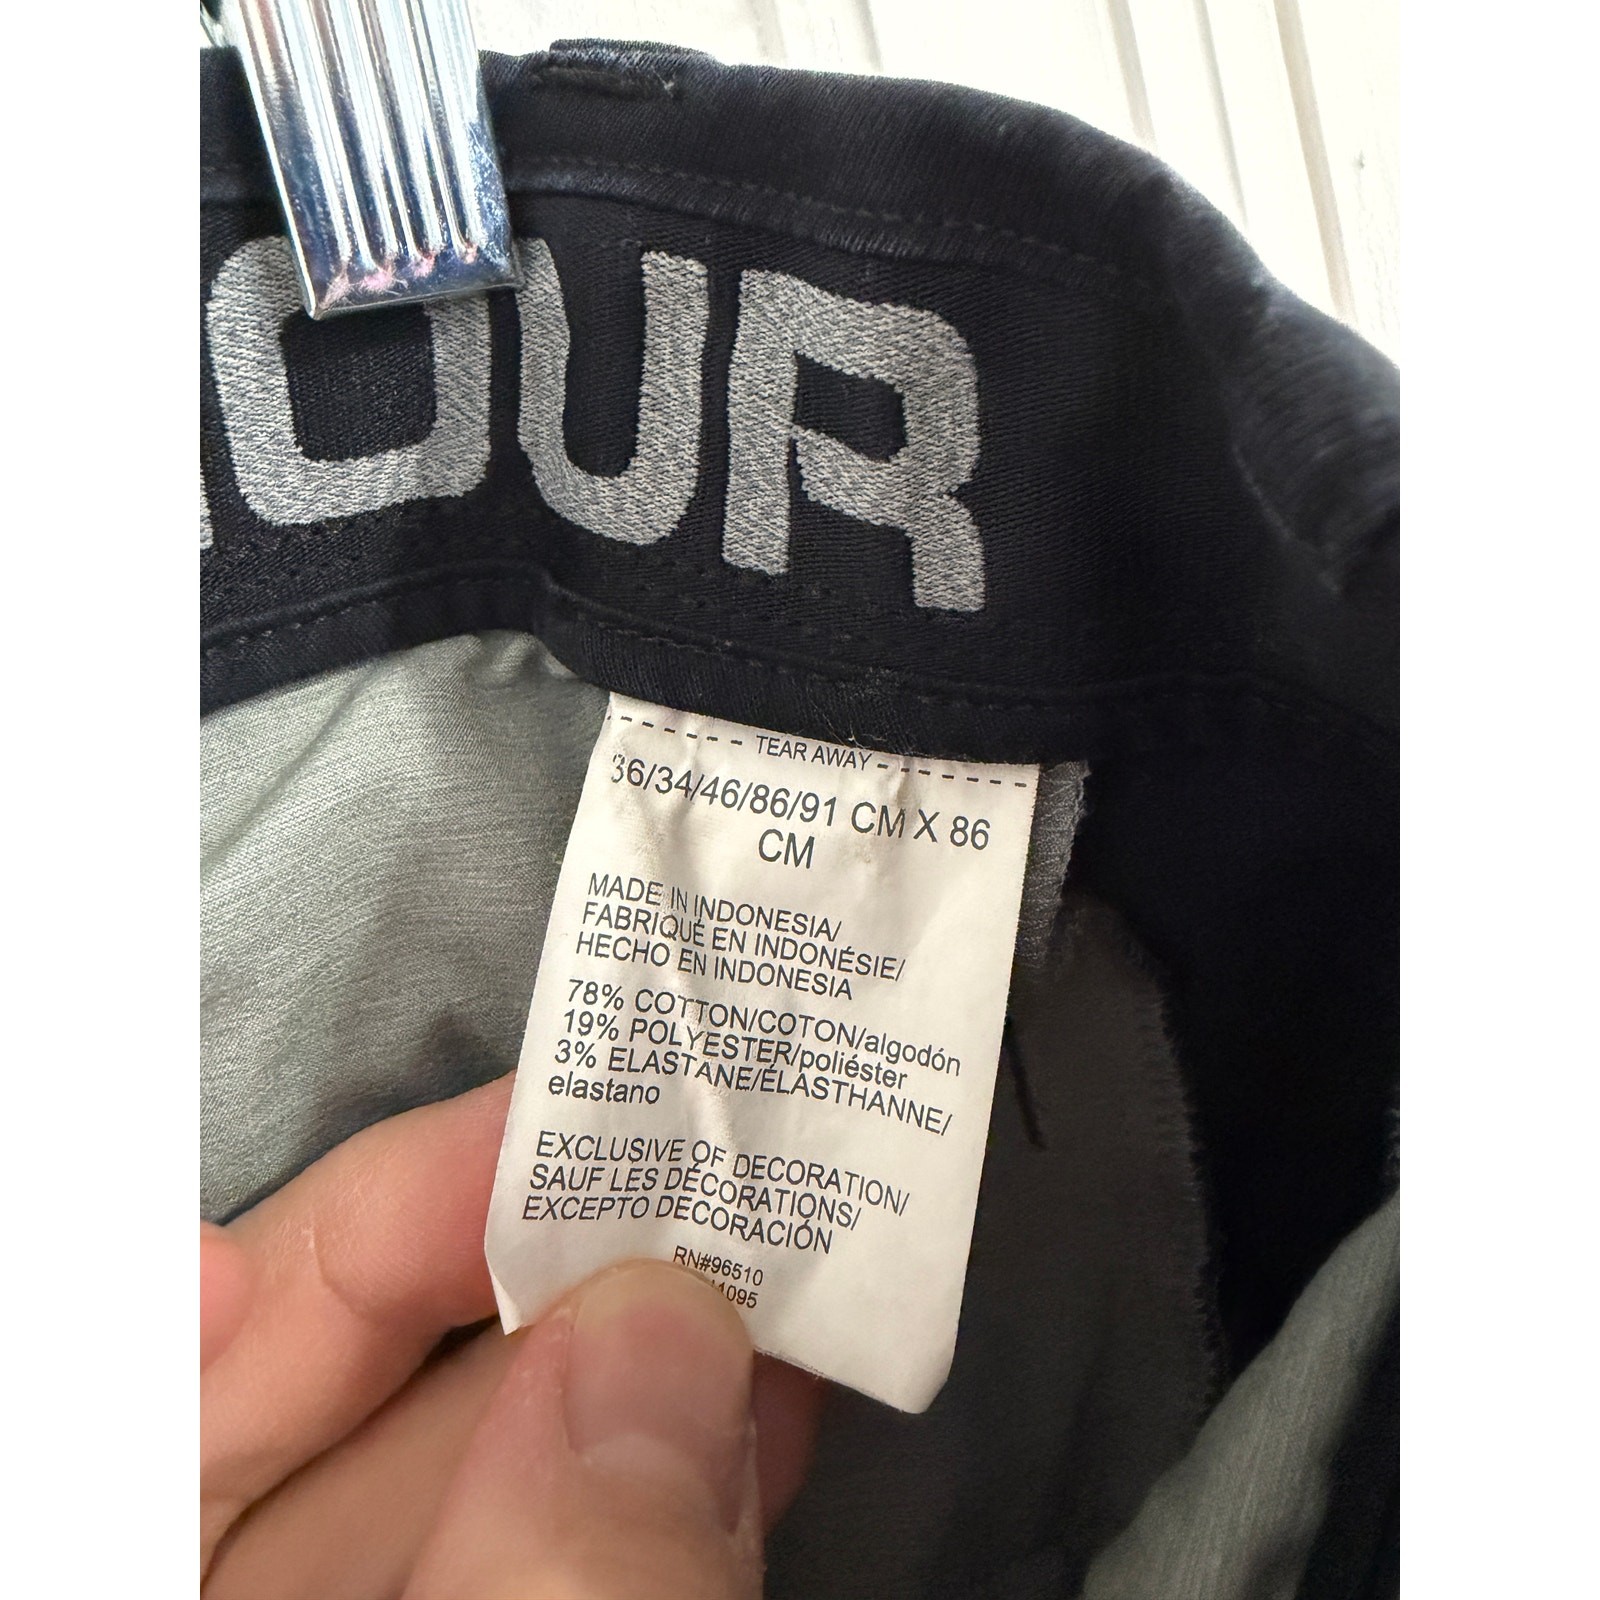 OUR
TEAR AWAY
36/34/46/86/91 CM X 86
CM
MADE IN INDONESIA/
FABRIQUÉ EN INDONÉSIE/
HECHO EN INDONESIA
78% COTTON/COTON/algodón
19% POLYESTER/poliéster
3% ELASTANE/ÉLASTHANNE/
elastano
EXCLUSIVE OF DECORATION/
SAUF LES DÉCORATIONS/
EXCEPTO DECORACIÓN
RN#96510